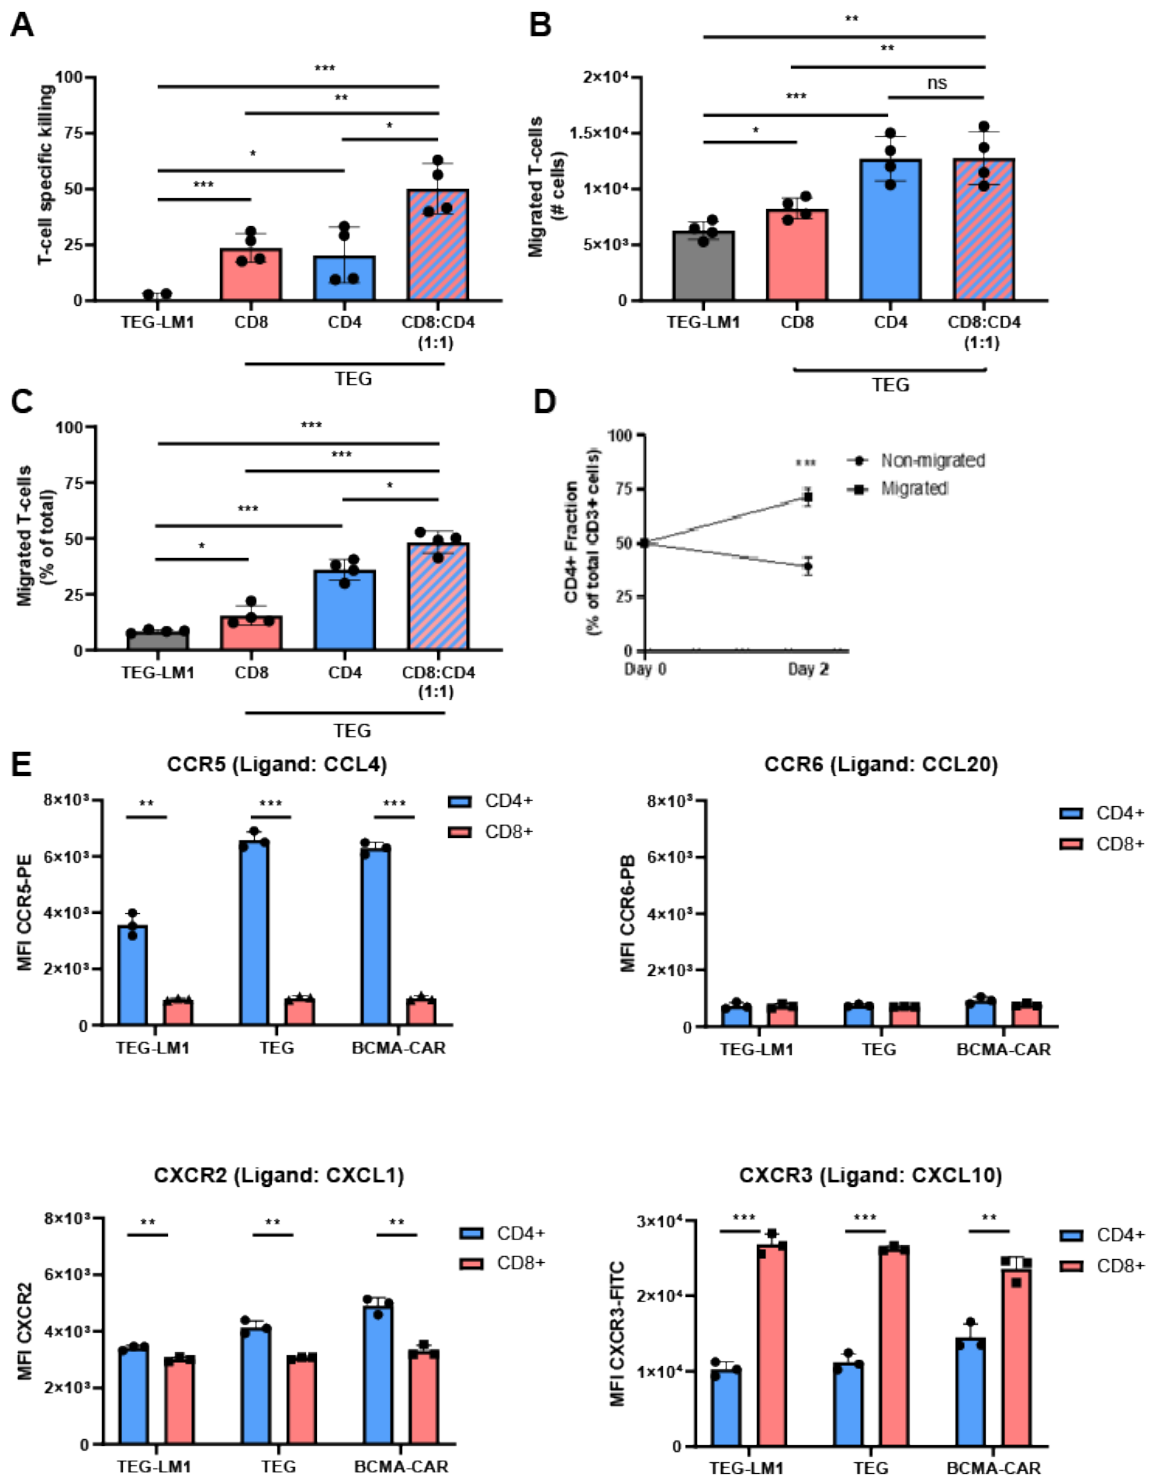 A
T-cell specific killing
100
75
50
25
0
***
**
*
*
***
TEG-LM1
CD8
CD4
CD8:CD4
(1:1)
TEG
B
Migrated T-cells
(# cells)
2×10⁴
1.5×10⁴
1×10⁴
5×10³
0
**
**
ns
***
*
TEG-LM1
CD8
CD4
CD8:CD4
(1:1)
TEG
C
Migrated T-cells
(% of total)
100
75
50
25
0
***
***
*
***
*
TEG-LM1
CD8
CD4
CD8:CD4
(1:1)
TEG
D
CD4+ Fraction
(% of total CD3+ cells)
100
75
50
25
0
***
Non-migrated
Migrated
Day 0
Day 2
E
CCR5 (Ligand: CCL4)
MFI CCR5-PE
8×10³
6×10³
4×10³
2×10³
0
**
***
***
CD4+
CD8+
TEG-LM1
TEG
BCMA-CAR
CCR6 (Ligand: CCL20)
MFI CCR6-PB
8×10³
6×10³
4×10³
2×10³
0
CD4+
CD8+
TEG-LM1
TEG
BCMA-CAR
CXCR2 (Ligand: CXCL1)
MFI CXCR2
8×10³
6×10³
4×10³
2×10³
0
**
**
**
CD4+
CD8+
TEG-LM1
TEG
BCMA-CAR
CXCR3 (Ligand: CXCL10)
MFI CXCR3-FITC
3×10⁴
2×10⁴
1×10⁴
0
***
***
**
CD4+
CD8+
TEG-LM1
TEG
BCMA-CAR